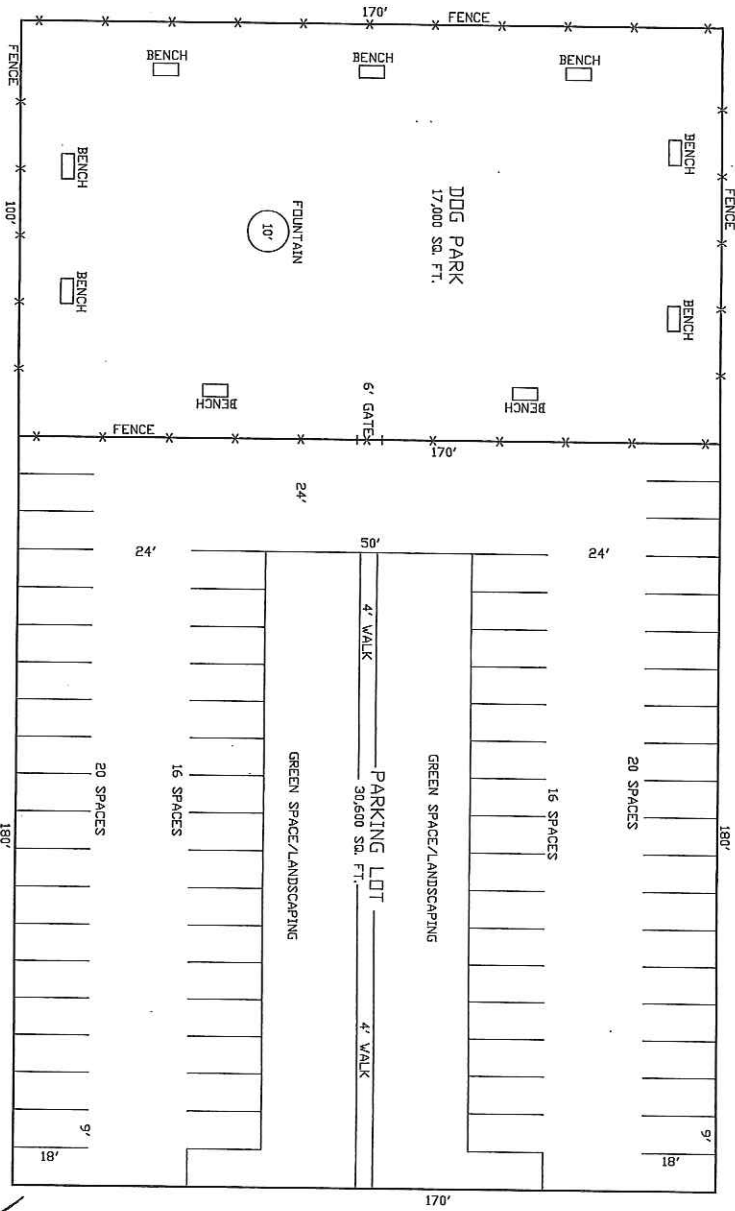 170'
FENCE
FENCE
BENCH
BENCH
BENCH
BENCH
BENCH
FENCE
100'
FOUNTAIN
10'
DOG PARK
17,000 SQ. FT.
BENCH
BENCH
BENCH
BENCH
6' GATE
FENCE
170'
24'
24'
50'
24'
4' WALK
GREEN SPACE/LANDSCAPING
GREEN SPACE/LANDSCAPING
PARKING LOT
30,600 SQ. FT.
20 SPACES
16 SPACES
16 SPACES
20 SPACES
180'
180'
4' WALK
9'
9'
18'
18'
170'